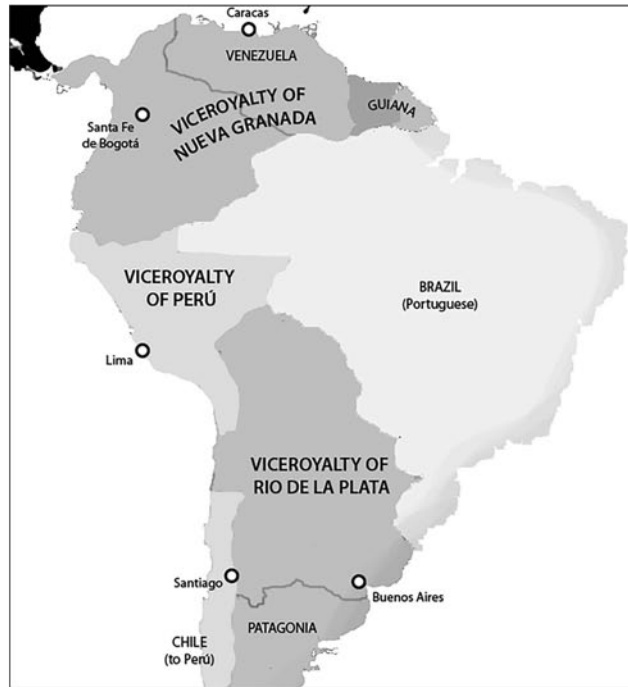 Caracas
VENEZUELA
GUIANA
VICEROYALTY OF
NUEVA GRANADA
Santa Fe
de Bogotá
VICEROYALTY
OF PERÚ
BRAZIL
(Portuguese)
Lima
VICEROYALTY OF
RIO DE LA PLATA
Santiago
Buenos Aires
PATAGONIA
CHILE
(to Perú)